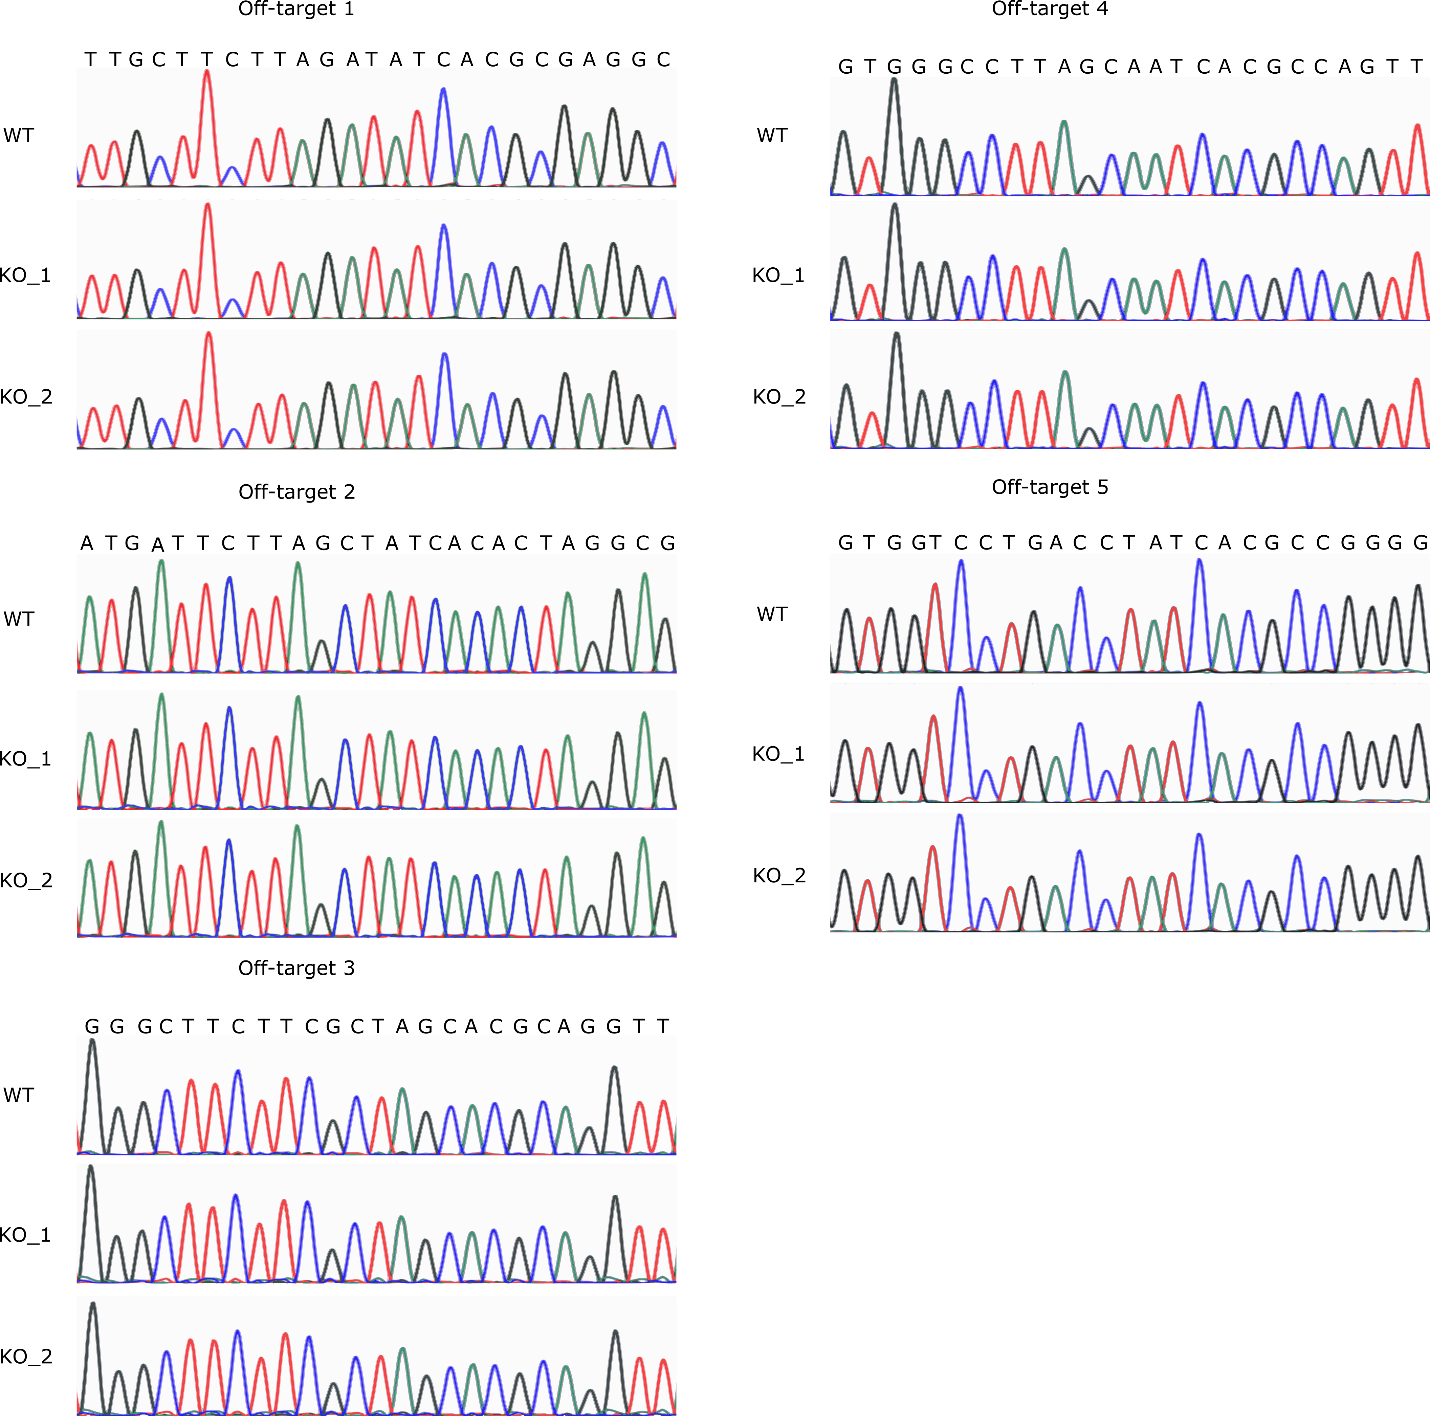 Off-target 1
T T G C T T C T T A G A T A T C A C G C G A G G C
WT
KO_1
KO_2
Off-target 2
A T G A T T C T T A G C T A T C A C A C T A G G C G
WT
KO_1
KO_2
Off-target 3
G G G C T T C T T C G C T A G C A C G C A G G T T
WT
KO_1
KO_2
Off-target 4
G T G G G C C T T A G C A A T C A C G C C A G T T
WT
KO_1
KO_2
Off-target 5
G T G G T C C T G A C C T A T C A C G C C G G G G
WT
KO_1
KO_2